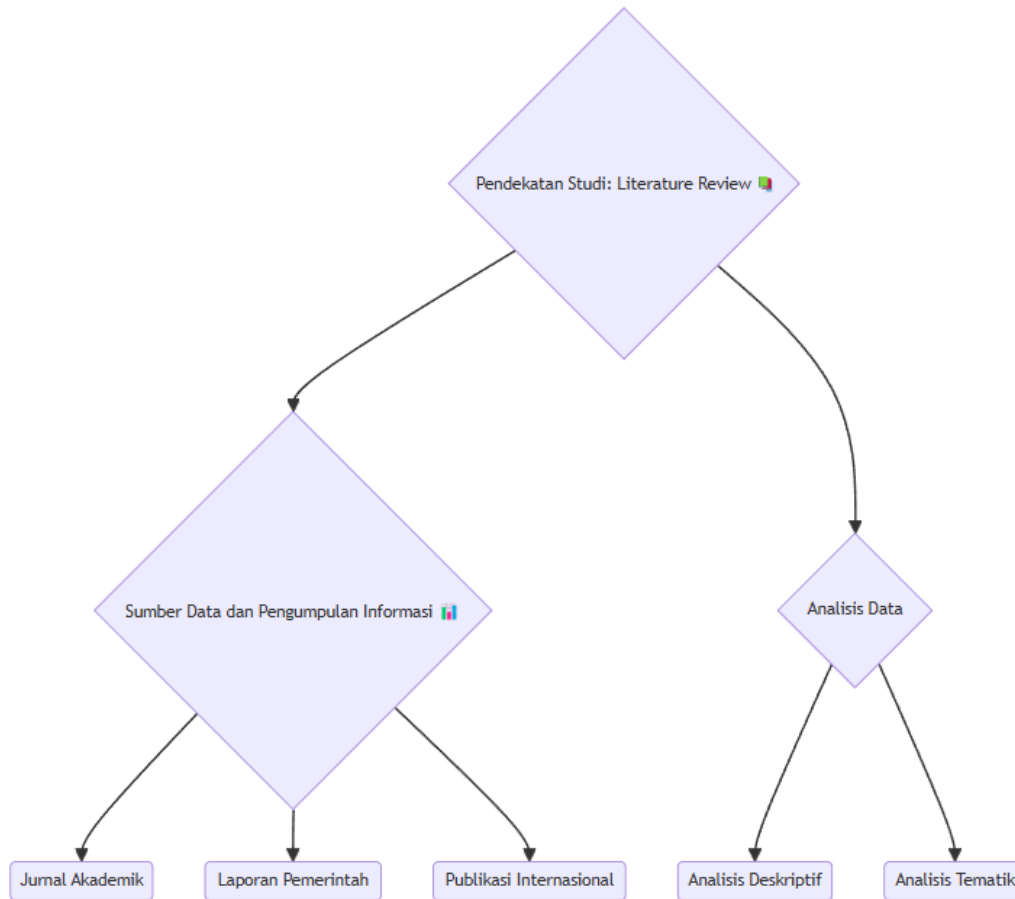 Pendekatan Studi: Literature Review 📗
Sumber Data dan Pengumpulan Informasi 📊
Analisis Data
Jurnal Akademik
Laporan Pemerintah
Publikasi Internasional
Analisis Deskriptif
Analisis Tematik